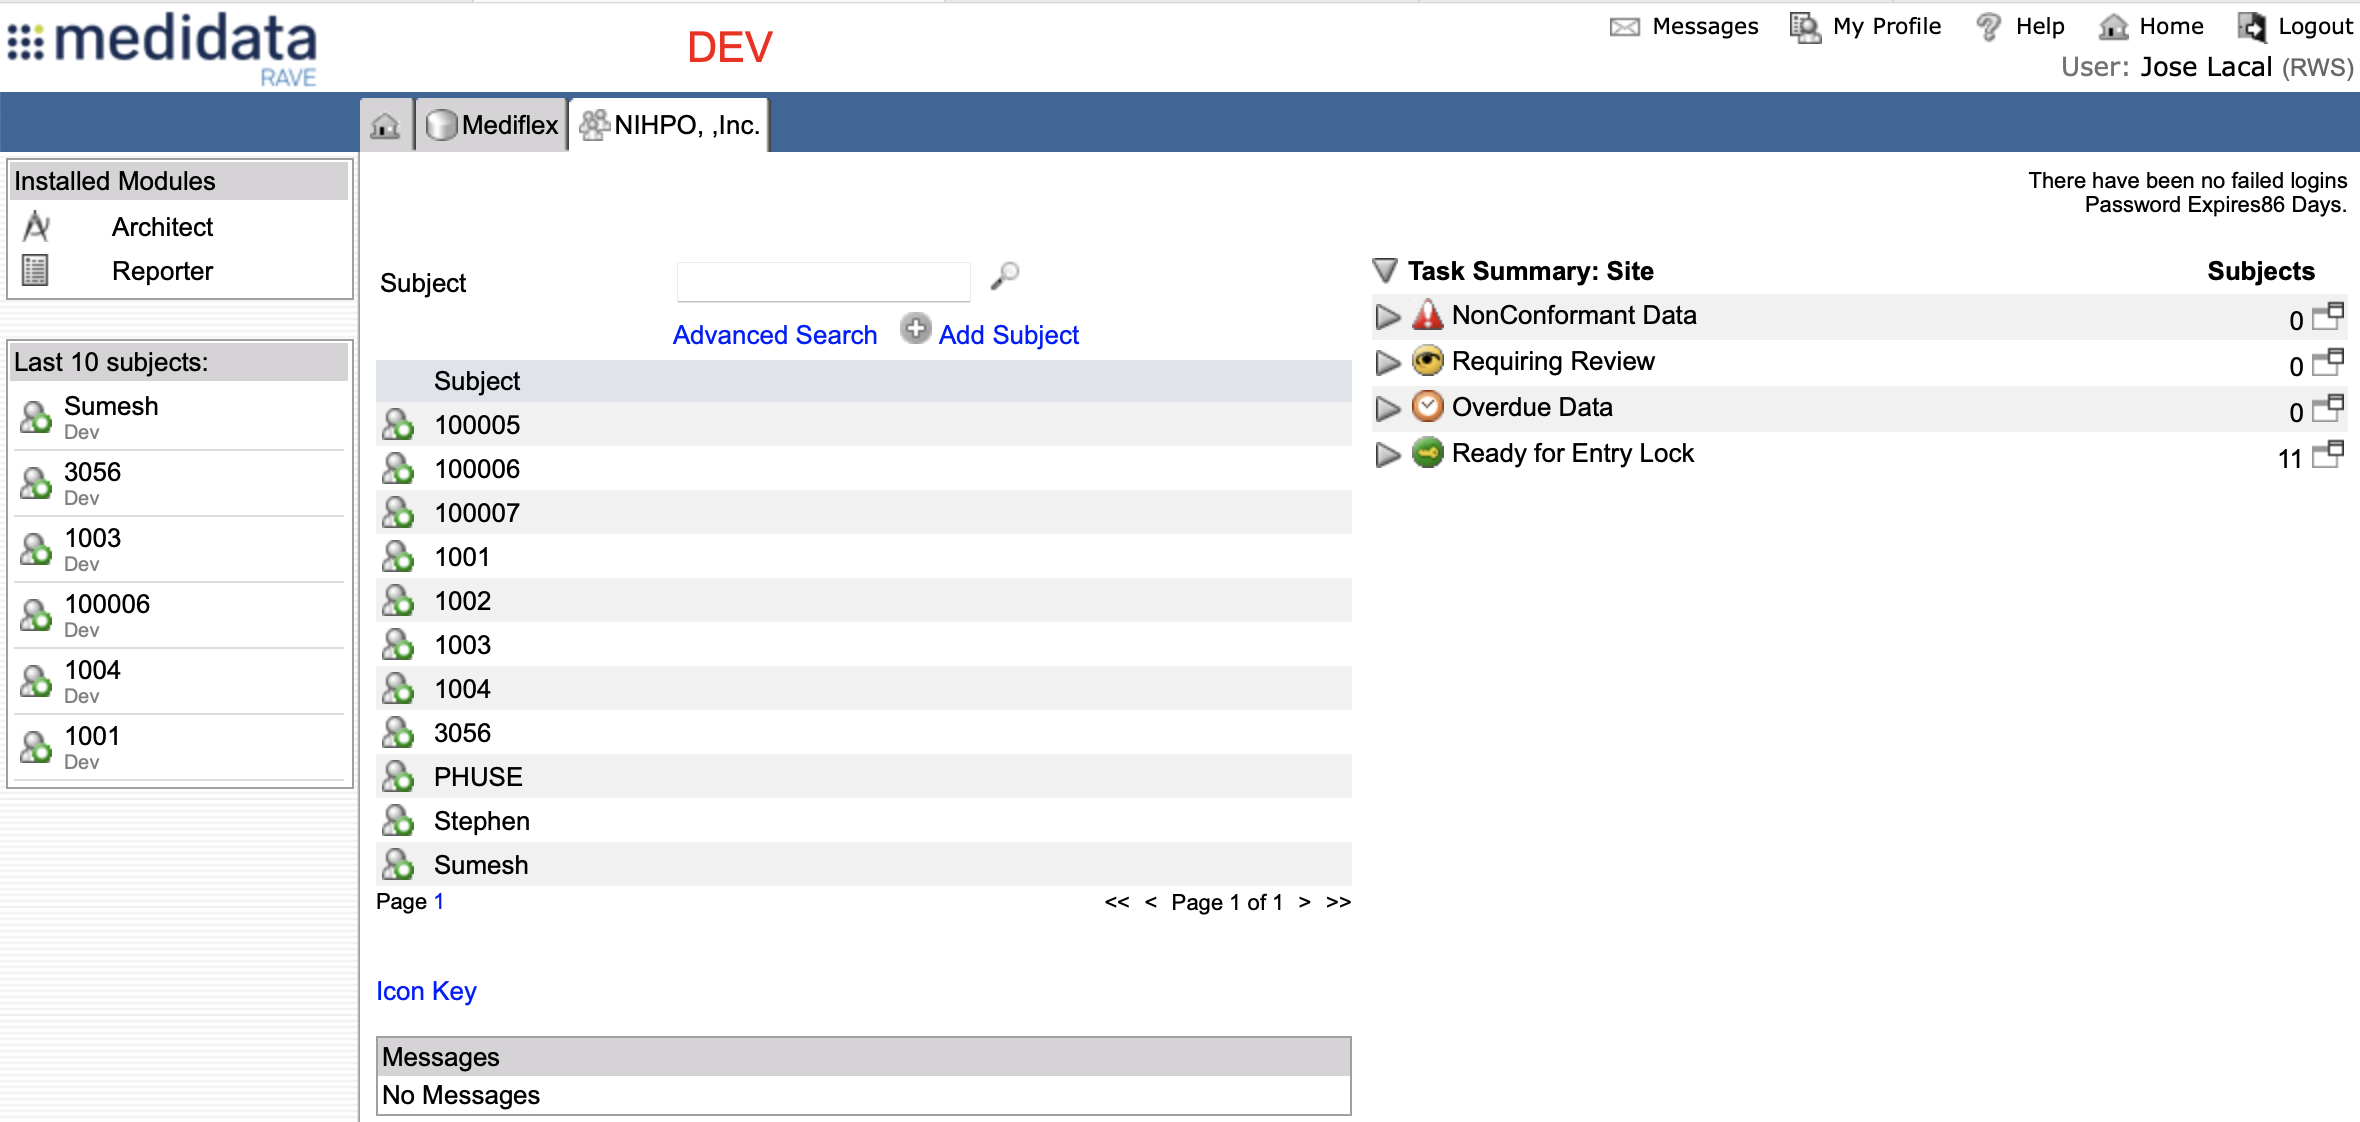 medidata
RAVE
DEV
Messages My Profile Help Home Logout
User: Jose Lacal (RWS)
Mediflex NIHPO, ,Inc.
Installed Modules
Architect
Reporter
Last 10 subjects:
Sumesh
Dev
3056
Dev
1003
Dev
100006
Dev
1004
Dev
1001
Dev
There have been no failed logins
Password Expires86 Days.
Subject
Advanced Search Add Subject
Subject
100005
100006
100007
1001
1002
1003
1004
3056
PHUSE
Stephen
Sumesh
Page 1 << < Page 1 of 1 > >>
Icon Key
Messages
No Messages
Task Summary: Site Subjects
NonConformant Data 0
Requiring Review 0
Overdue Data 0
Ready for Entry Lock 11